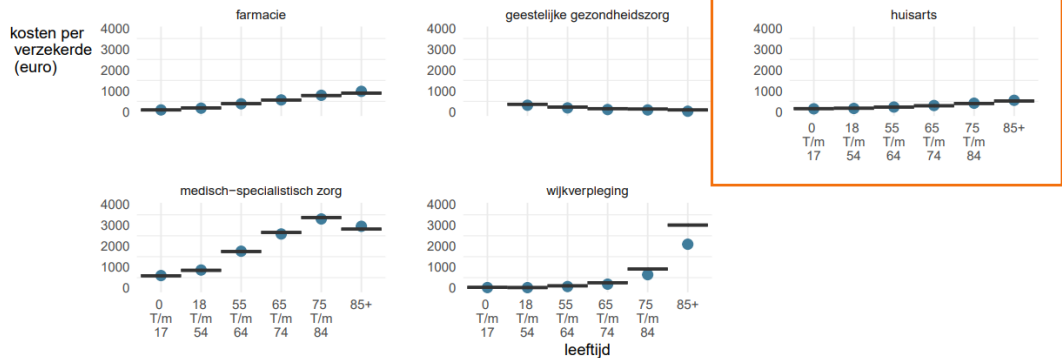 farmacie
geestelijke gezondheidszorg
huisarts
kosten per
verzekerde
(euro)
4000
3000
2000
1000
0
4000
3000
2000
1000
0
4000
3000
2000
1000
0
0
T/m
17
18
T/m
54
55
T/m
64
65
T/m
74
75
T/m
84
85+
medisch−specialistisch zorg
wijkverpleging
4000
3000
2000
1000
0
4000
3000
2000
1000
0
0
T/m
17
18
T/m
54
55
T/m
64
65
T/m
74
75
T/m
84
85+
0
T/m
17
18
T/m
54
55
T/m
64
65
T/m
74
75
T/m
84
85+
leeftijd